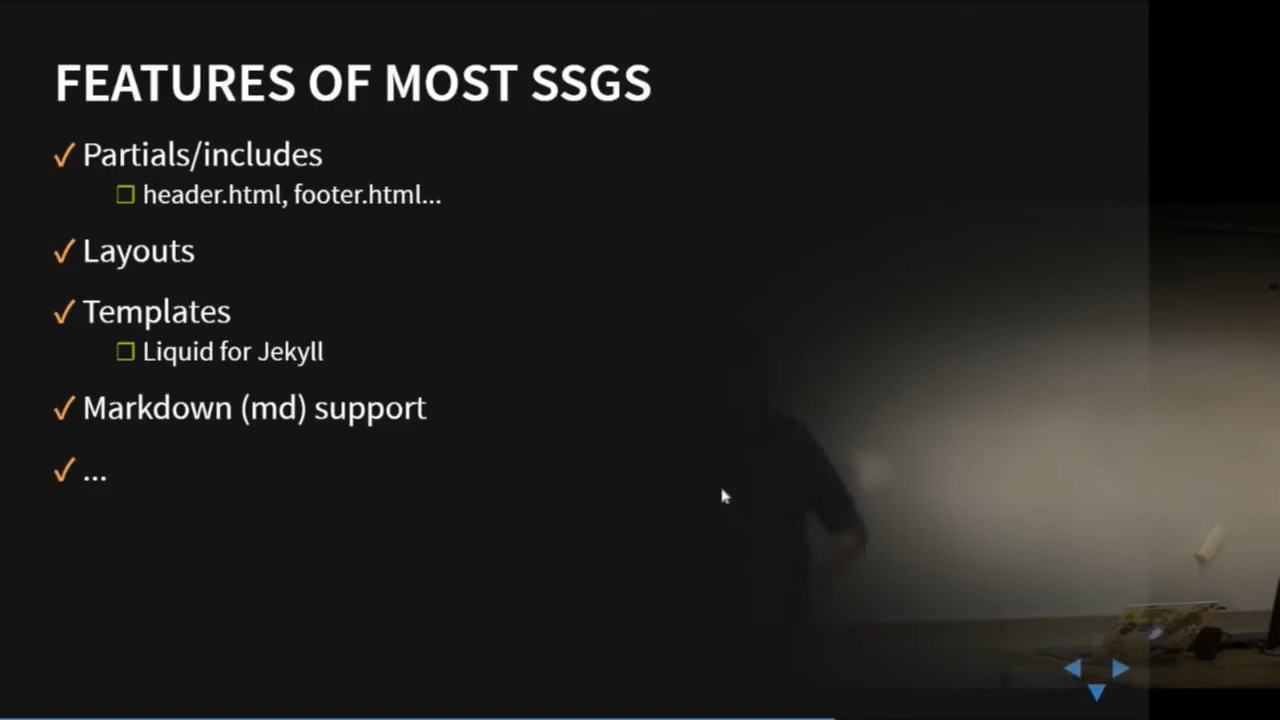 FEATURES OF MOST SSGS
✓ Partials/includes
❐ header.html, footer.html...
✓ Layouts
✓ Templates
❐ Liquid for Jekyll
✓ Markdown (md) support
✓ ...